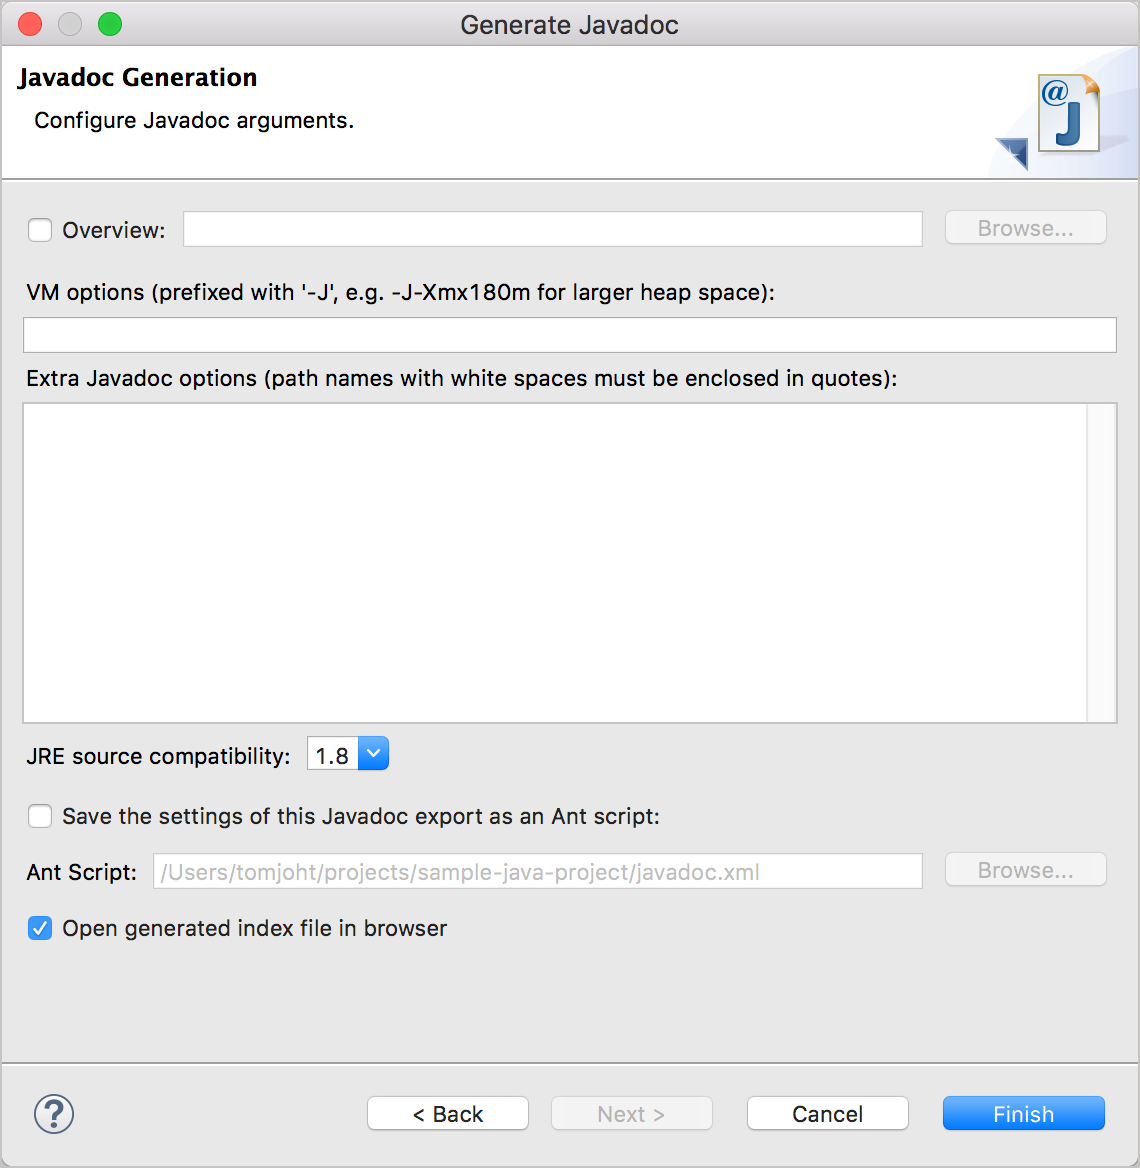 Generate Javadoc
Javadoc Generation
Configure Javadoc arguments.
@
J
Overview:
Browse...
VM options (prefixed with '-J', e.g. -J-Xmx180m for larger heap space):
Extra Javadoc options (path names with white spaces must be enclosed in quotes):
JRE source compatibility: 1.8
Save the settings of this Javadoc export as an Ant script:
Ant Script: /Users/tomjoht/projects/sample-java-project/javadoc.xml Browse...
Open generated index file in browser
? < Back Next > Cancel Finish